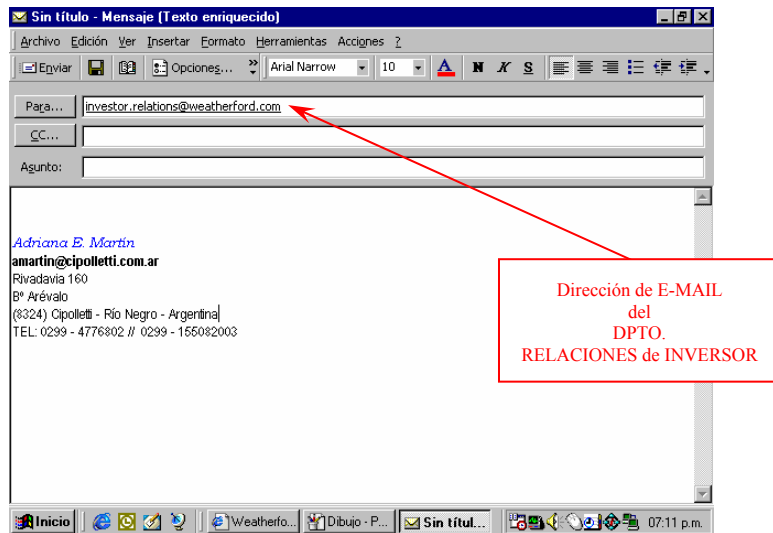 Sin título - Mensaje (Texto enriquecido)
Archivo Edición Ver Insertar Formato Herramientas Acciones ?
Enviar Opciones... » Arial Narrow 10 A N K S
Para... investor.relations@weatherford.com
CC...
Asunto:
Adriana E. Martín
amartin@cipolletti.com.ar
Rivadavia 160
Bº Arévalo
(8324) Cipolletti - Río Negro - Argentina
TEL: 0299 - 4776802 // 0299 - 155082003
Dirección de E-MAIL
del
DPTO.
RELACIONES de INVERSOR
Inicio Weatherfo... Dibujo - P... Sin títul... 07:11 p.m.